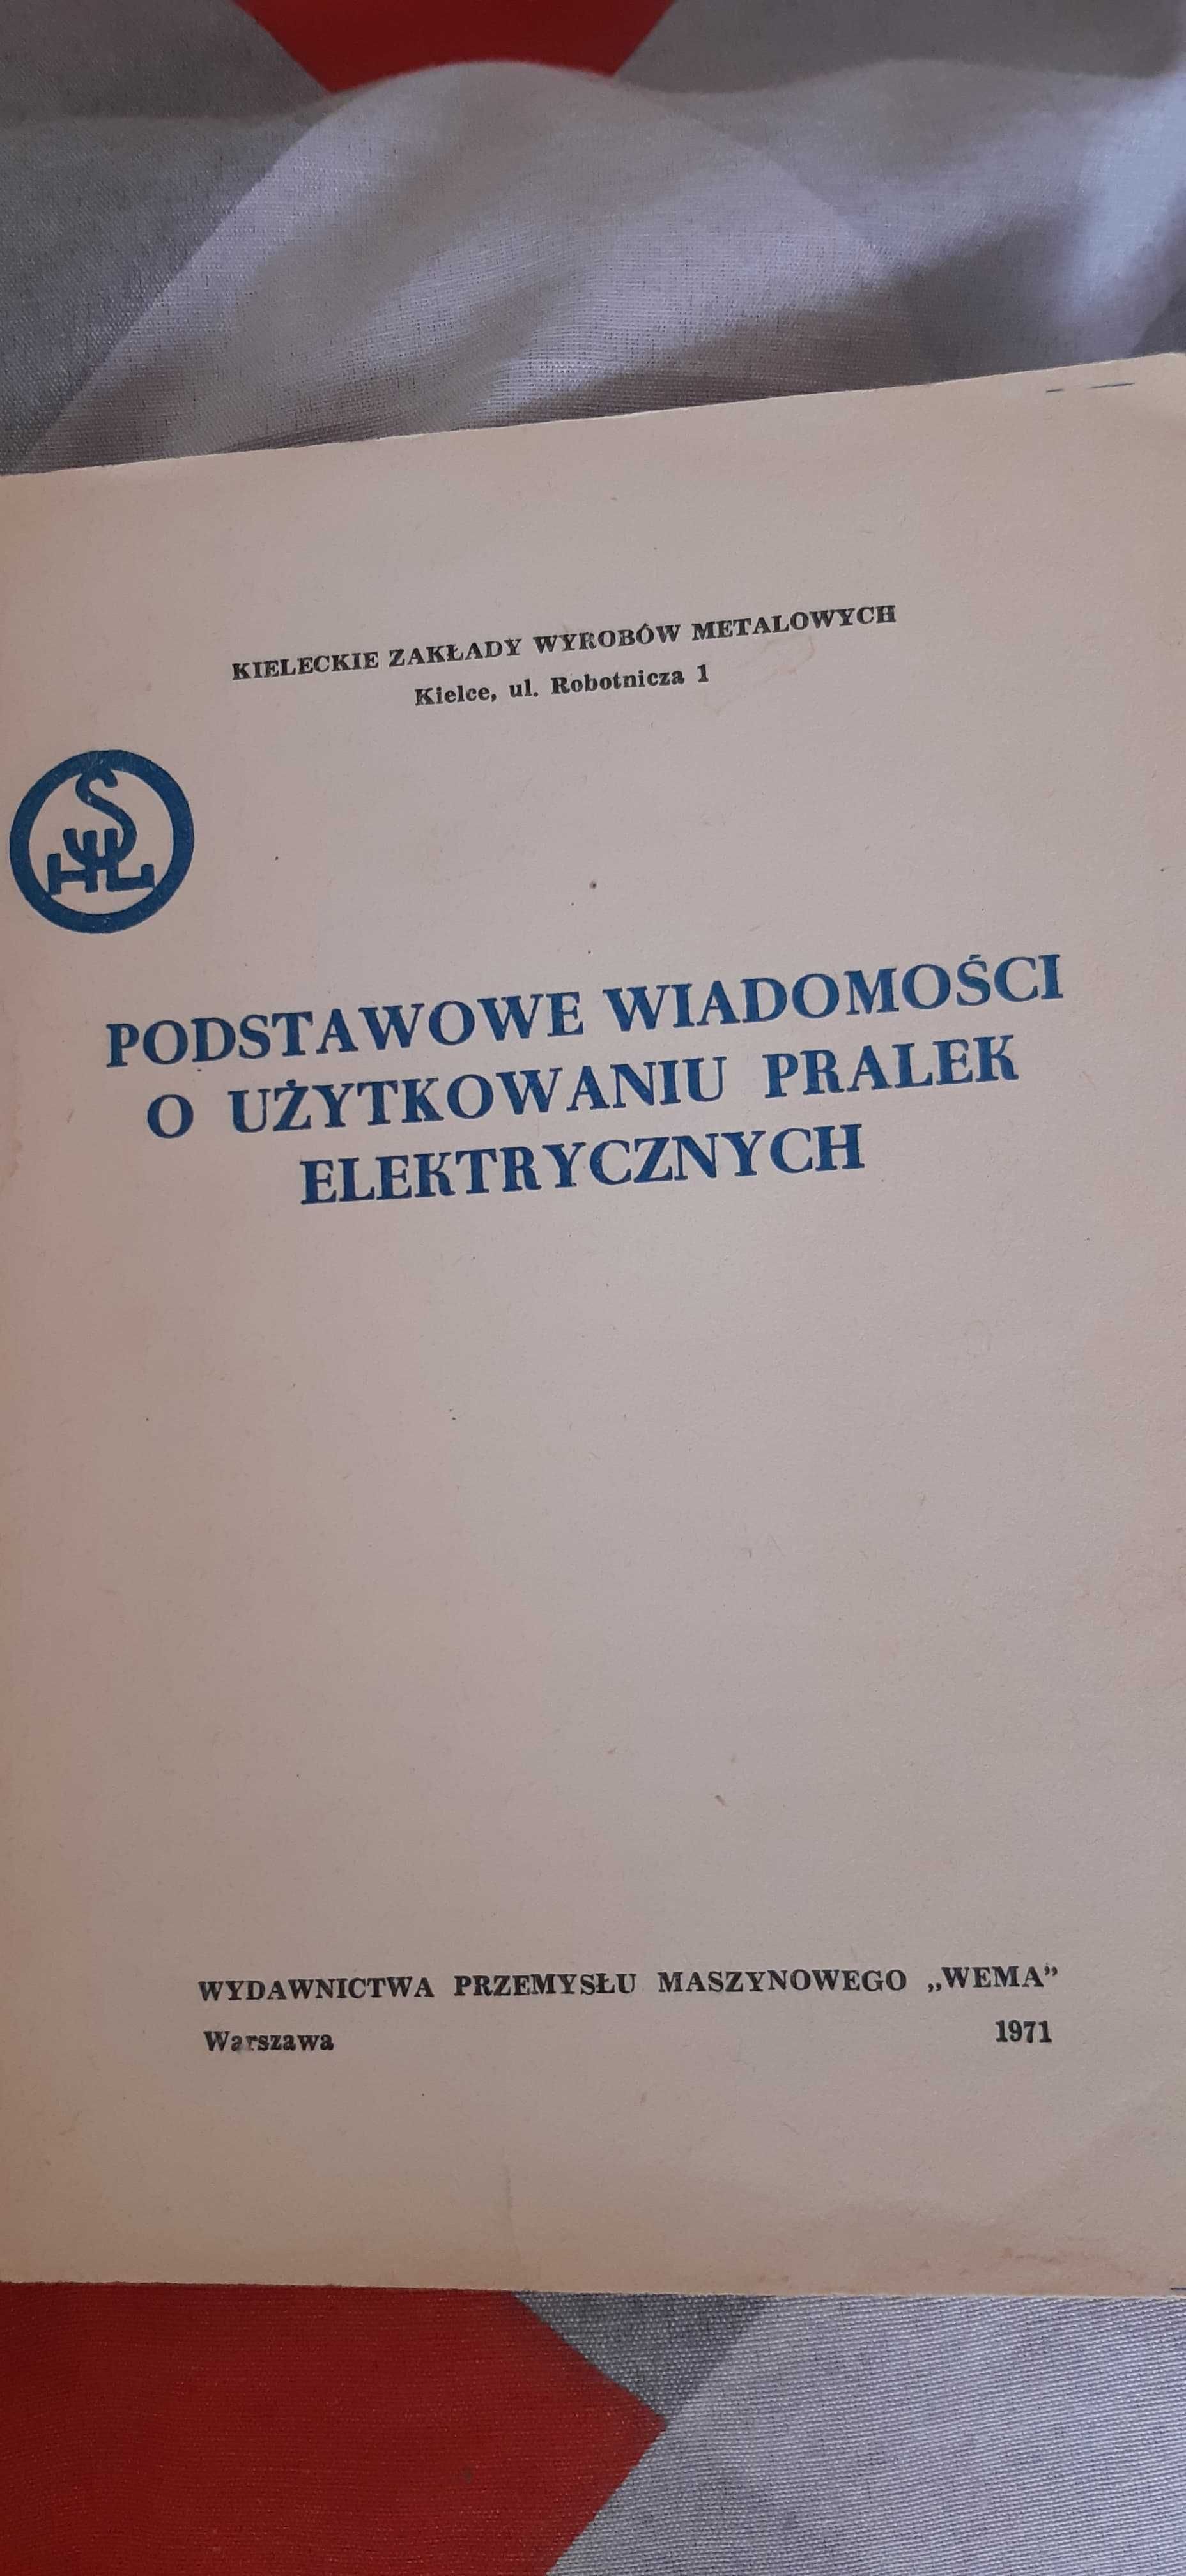 KIELECKIE ZAKŁADY WYROBÓW METALOWYCH
Kielce, ul. Robotnicza 1
SHL
PODSTAWOWE WIADOMOŚCI
O UŻYTKOWANIU PRALEK
ELEKTRYCZNYCH
WYDAWNICTWA PRZEMYSŁU MASZYNOWEGO „WEMA”
Warszawa 1971